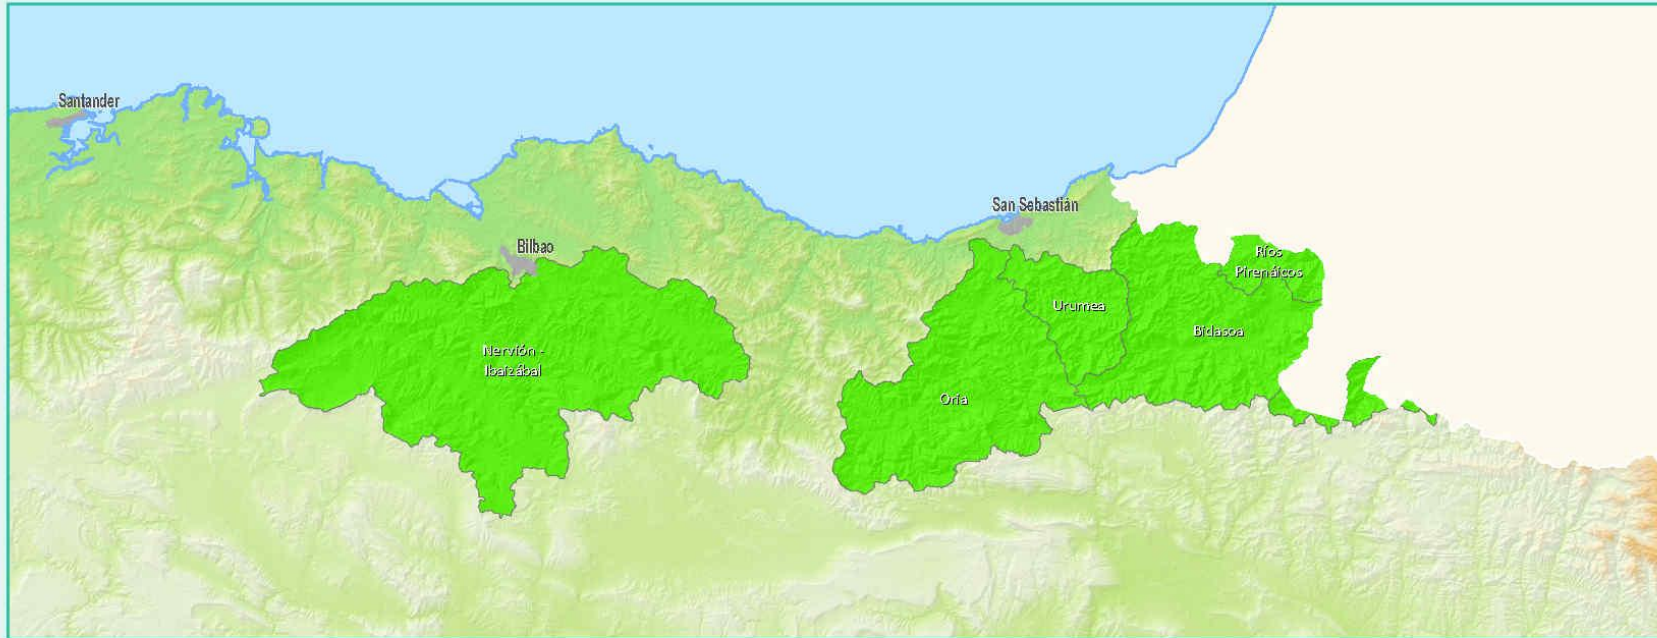 Santander
San Sebastián
Bilbao
Ríos
Pirenáicos
Urumea
Bidasoa
Nervión -
Ibaizábal
Oria